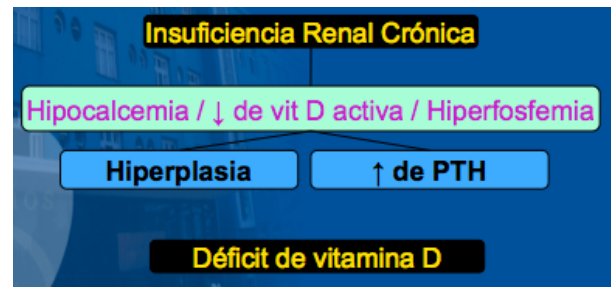 Insuficiencia Renal Crónica
Hipocalcemia / ↓ de vit D activa / Hiperfosfemia
Hiperplasia
↑ de PTH
Déficit de vitamina D